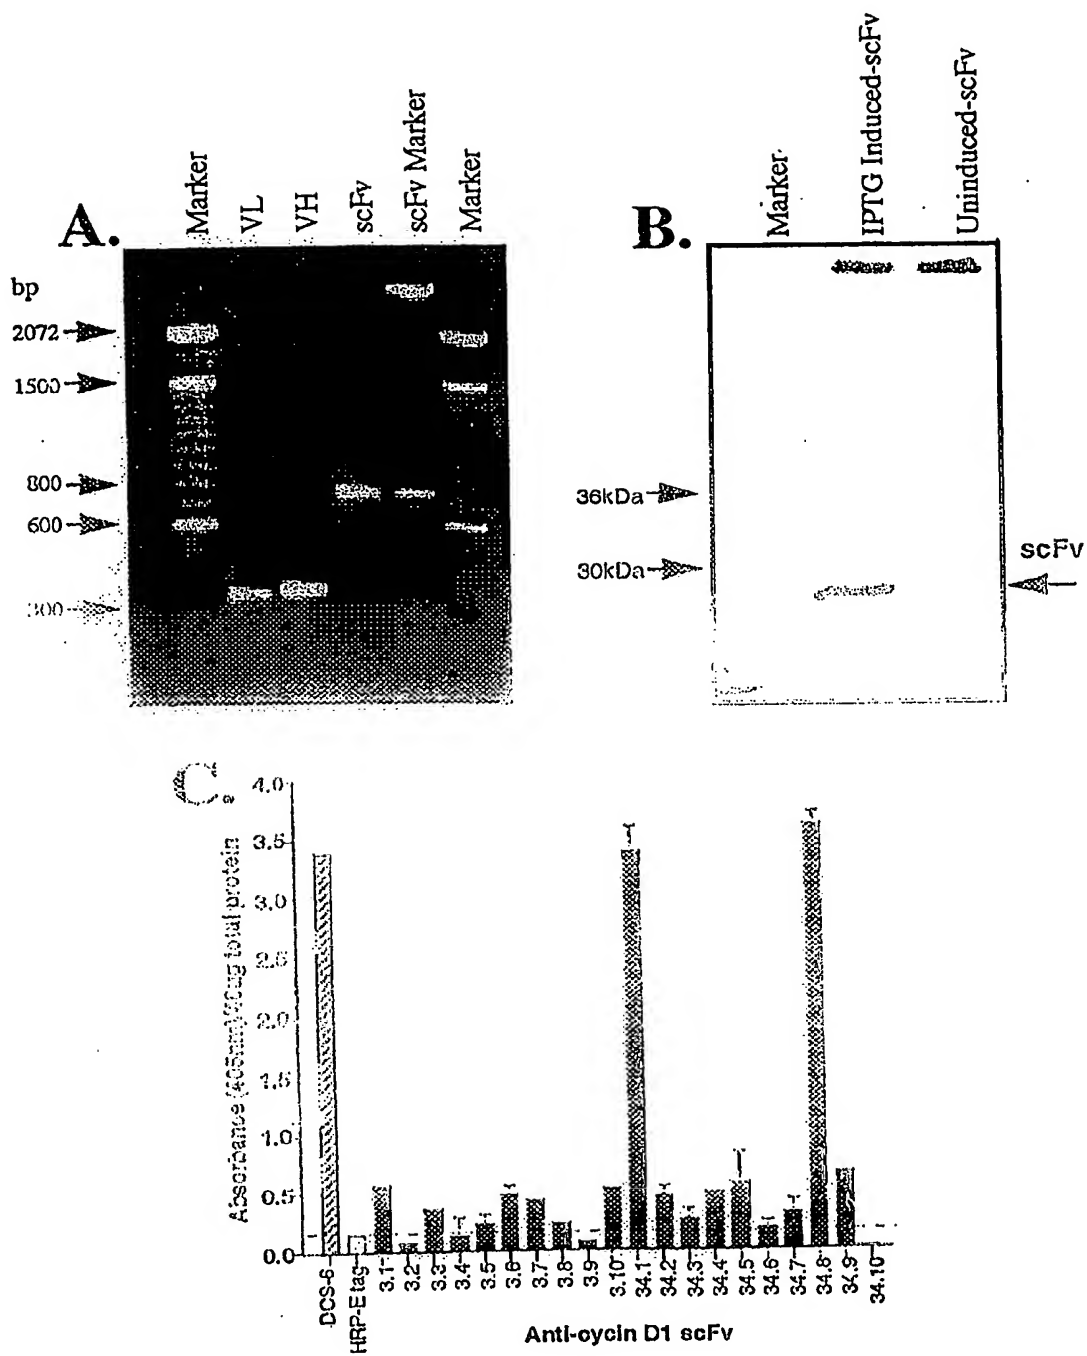 A.
Marker
VL
VH
scFv
scFv Marker
Marker
bp
2072
1500
800
600
300
B.
Marker
IPTG Induced-scFv
Uninduced-scFv
36kDa
30kDa
scFv
C.
Absorbance (405nm)/40ug total protein
4.0
3.5
3.0
2.5
2.0
1.5
1.0
0.5
0.0
DCS-6
HRP-E tag
3.1
3.2
3.3
3.4
3.5
3.6
3.7
3.8
3.9
3.10
34.1
34.2
34.3
34.4
34.5
34.6
34.7
34.8
34.9
34.10
Anti-cycin D1 scFv